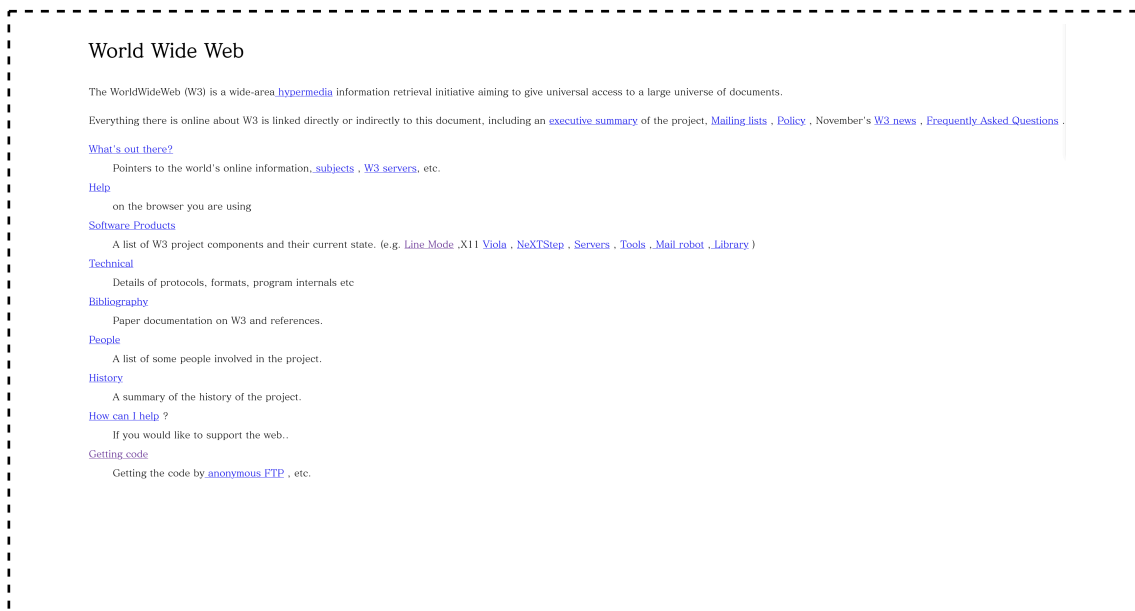 World Wide Web
The WorldWideWeb (W3) is a wide-area hypermedia information retrieval initiative aiming to give universal access to a large universe of documents.
Everything there is online about W3 is linked directly or indirectly to this document, including an executive summary of the project, Mailing lists , Policy , November's W3 news , Frequently Asked Questions .
What's out there?
Pointers to the world's online information, subjects , W3 servers, etc.
Help
on the browser you are using
Software Products
A list of W3 project components and their current state. (e.g. Line Mode ,X11 Viola , NeXTStep , Servers , Tools , Mail robot , Library )
Technical
Details of protocols, formats, program internals etc
Bibliography
Paper documentation on W3 and references.
People
A list of some people involved in the project.
History
A summary of the history of the project.
How can I help ?
If you would like to support the web..
Getting code
Getting the code by anonymous FTP , etc.